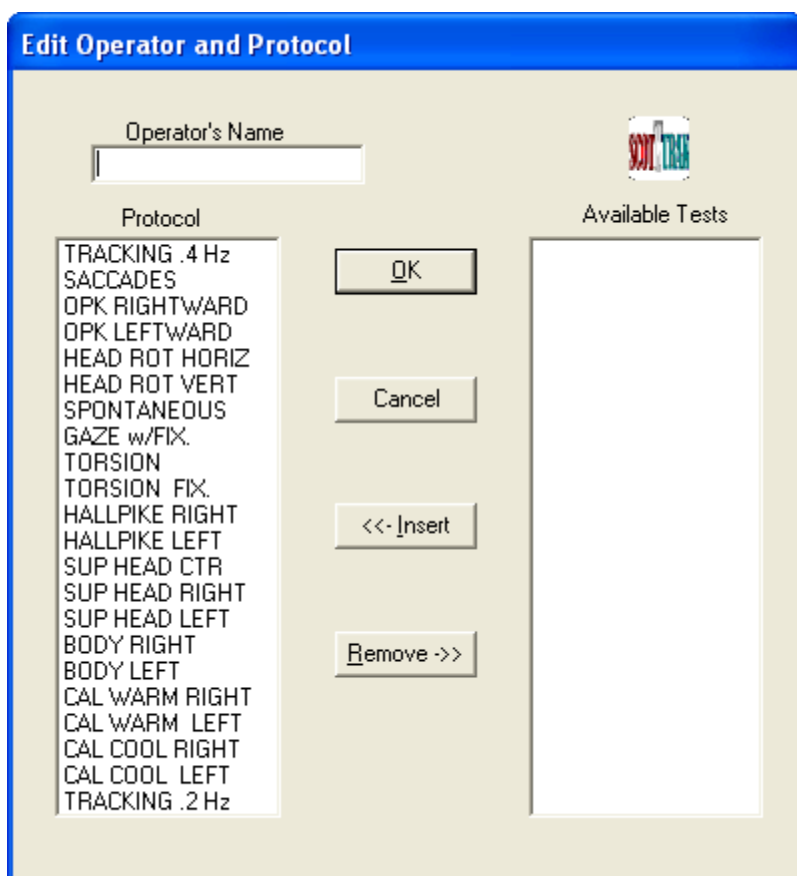 Edit Operator and Protocol
Operator's Name
Protocol
TRACKING .4 Hz
SACCADES
OPK RIGHTWARD
OPK LEFTWARD
HEAD ROT HORIZ
HEAD ROT VERT
SPONTANEOUS
GAZE w/FIX.
TORSION
TORSION  FIX.
HALLPIKE RIGHT
HALLPIKE LEFT
SUP HEAD CTR
SUP HEAD RIGHT
SUP HEAD LEFT
BODY RIGHT
BODY LEFT
CAL WARM RIGHT
CAL WARM  LEFT
CAL COOL RIGHT
CAL COOL  LEFT
TRACKING .2 Hz
OK
Cancel
<<- Insert
Remove ->>
Available Tests